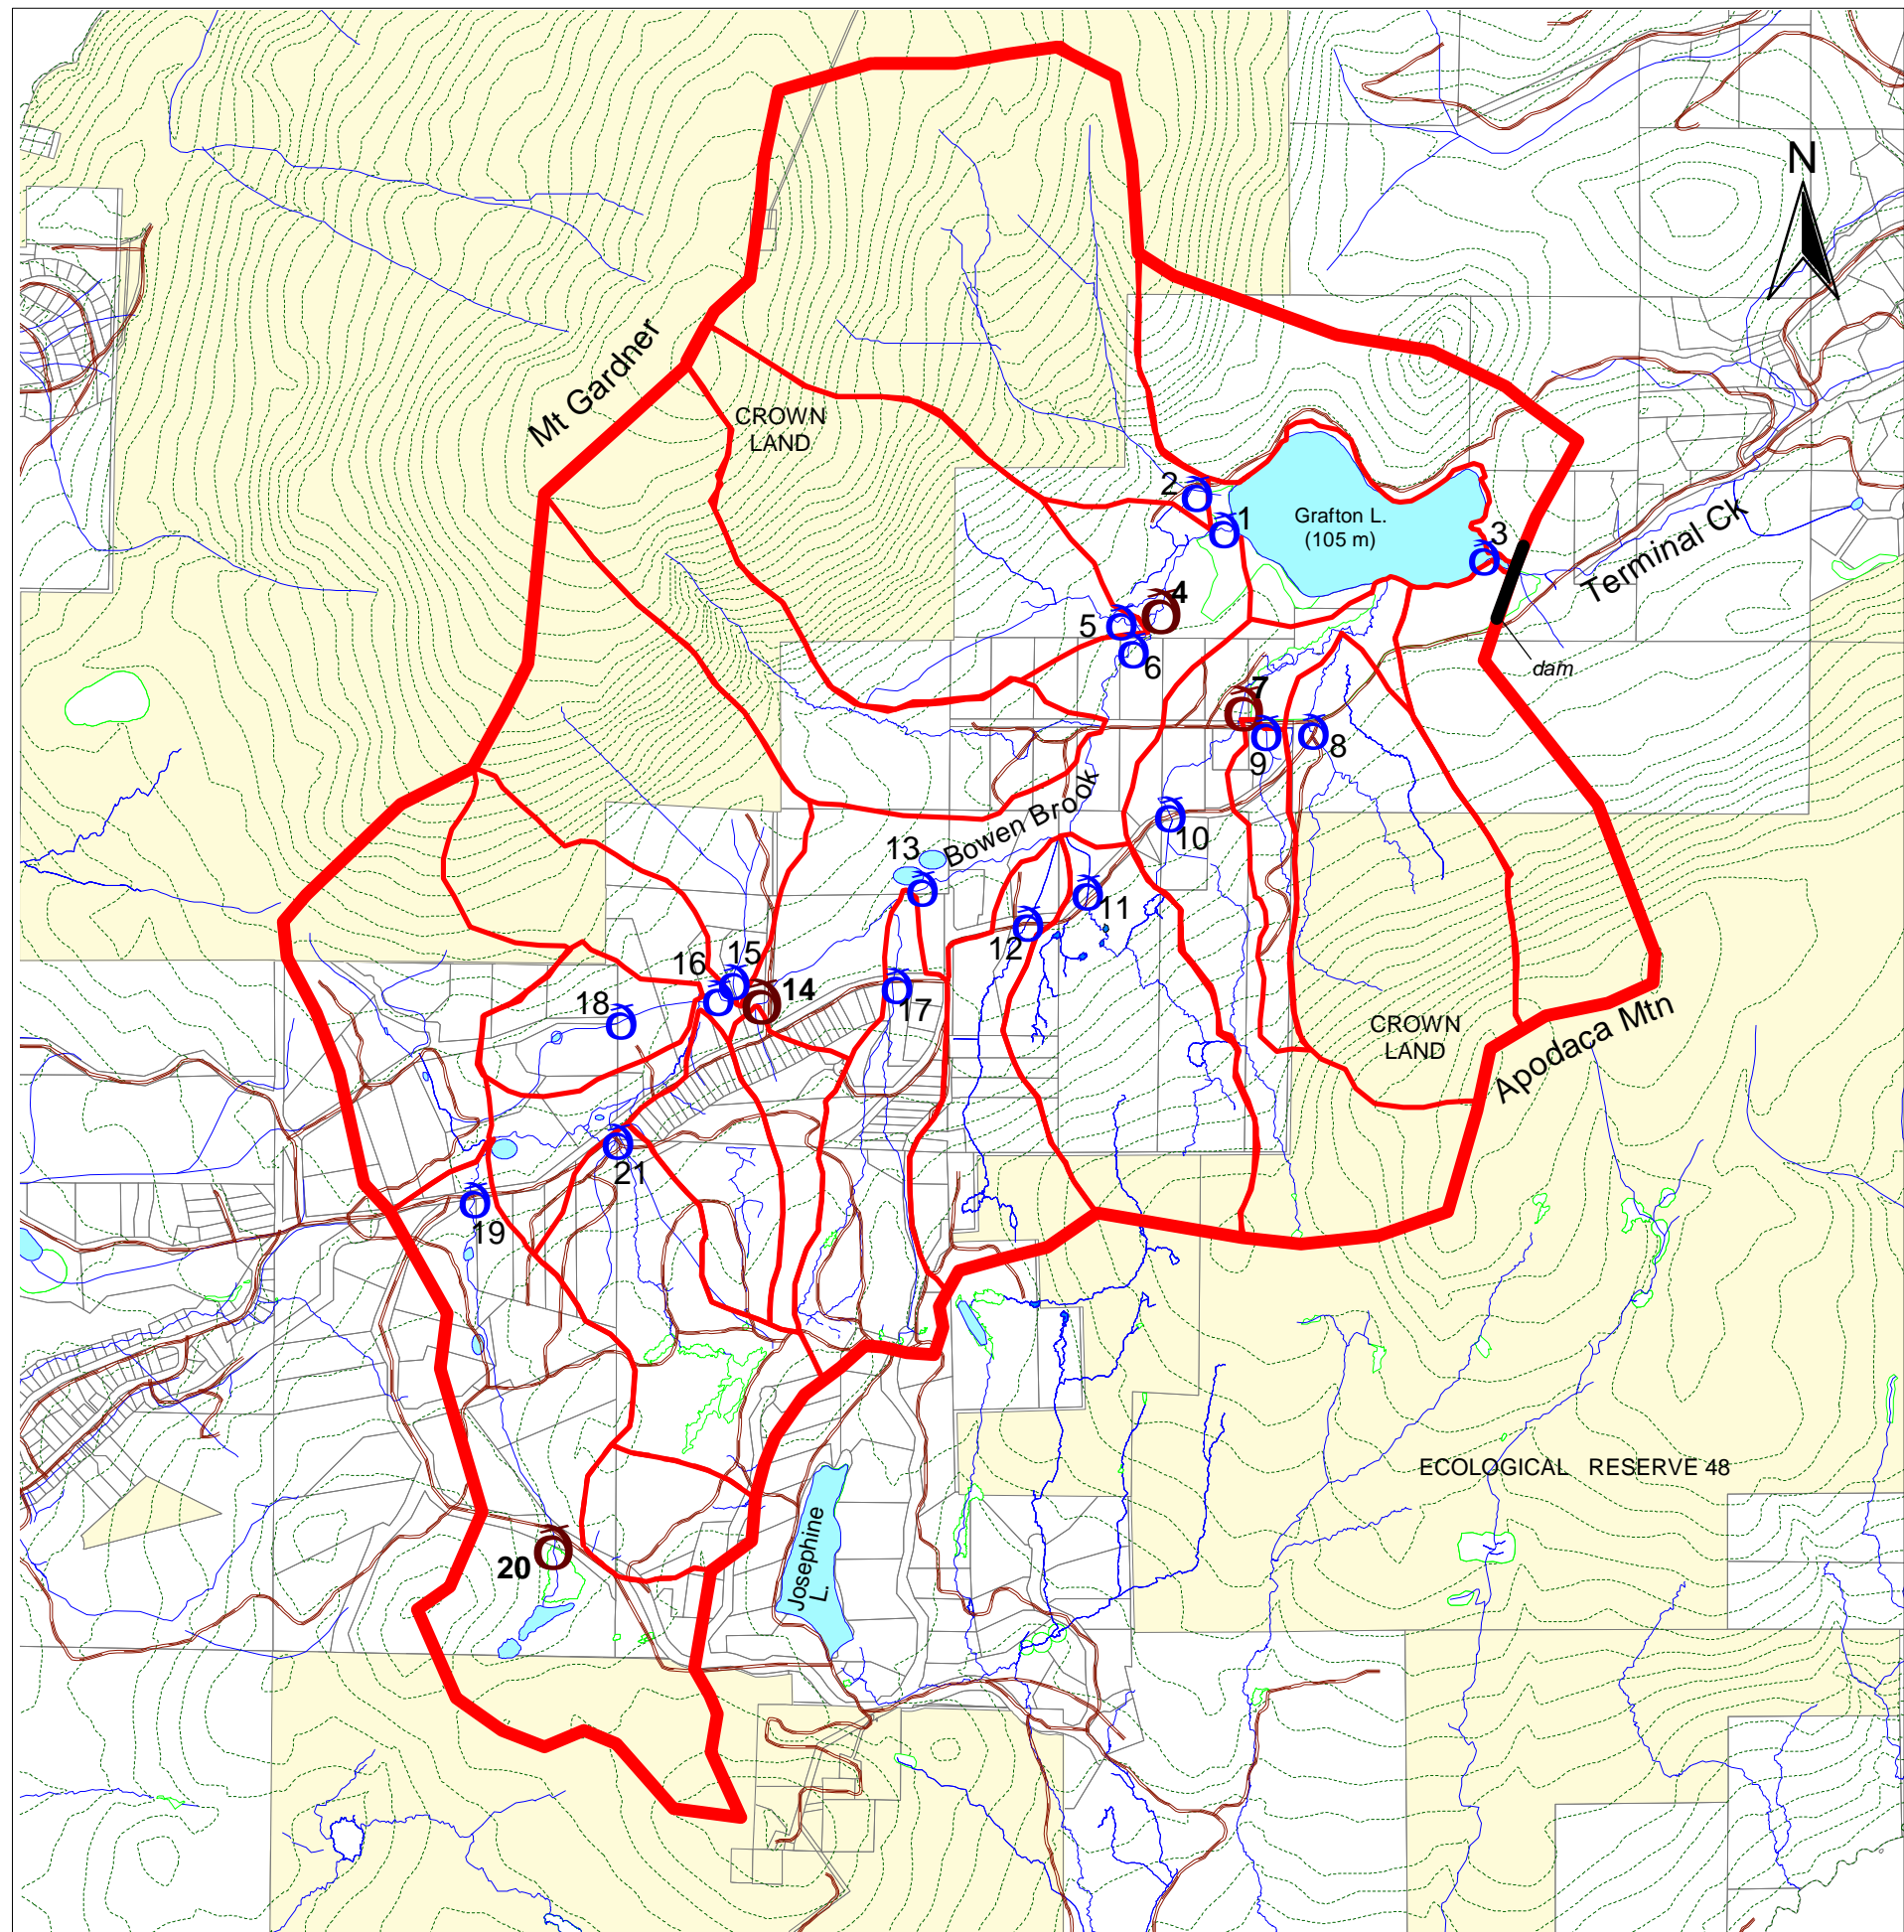 N
Mt Gardner
CROWN
LAND
2
1
Grafton L.
(105 m)
3
Terminal Ck
4
5
6
dam
7
8
9
Bowen Brook
10
13
11
12
15
16
14
17
18
CROWN
LAND
Apodaca Mtn
21
19
ECOLOGICAL RESERVE 48
Josephine
L.
20